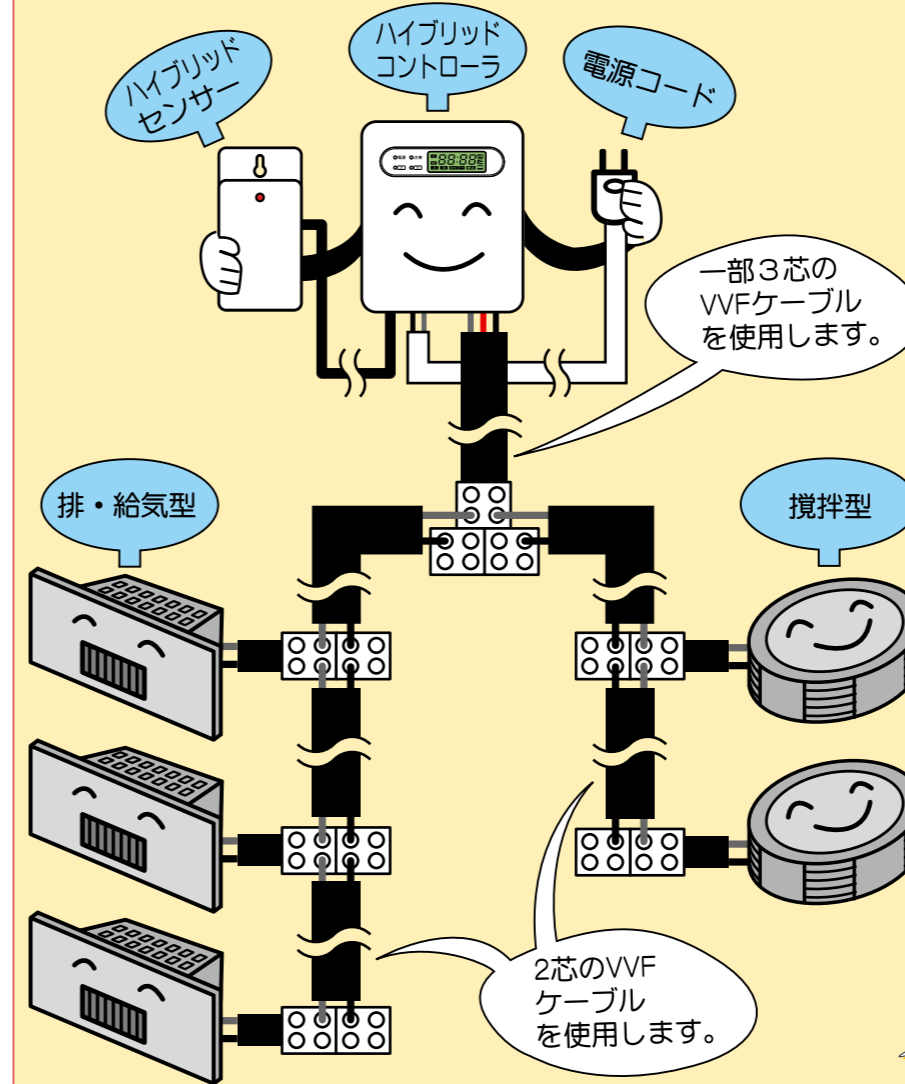 ハイブリッド
センサー
ハイブリッド
コントローラ
電源コード
88:88
一部３芯の
VVFケーブル
を使用します。
排・給気型
撹拌型
2芯のVVF
ケーブル
を使用します。